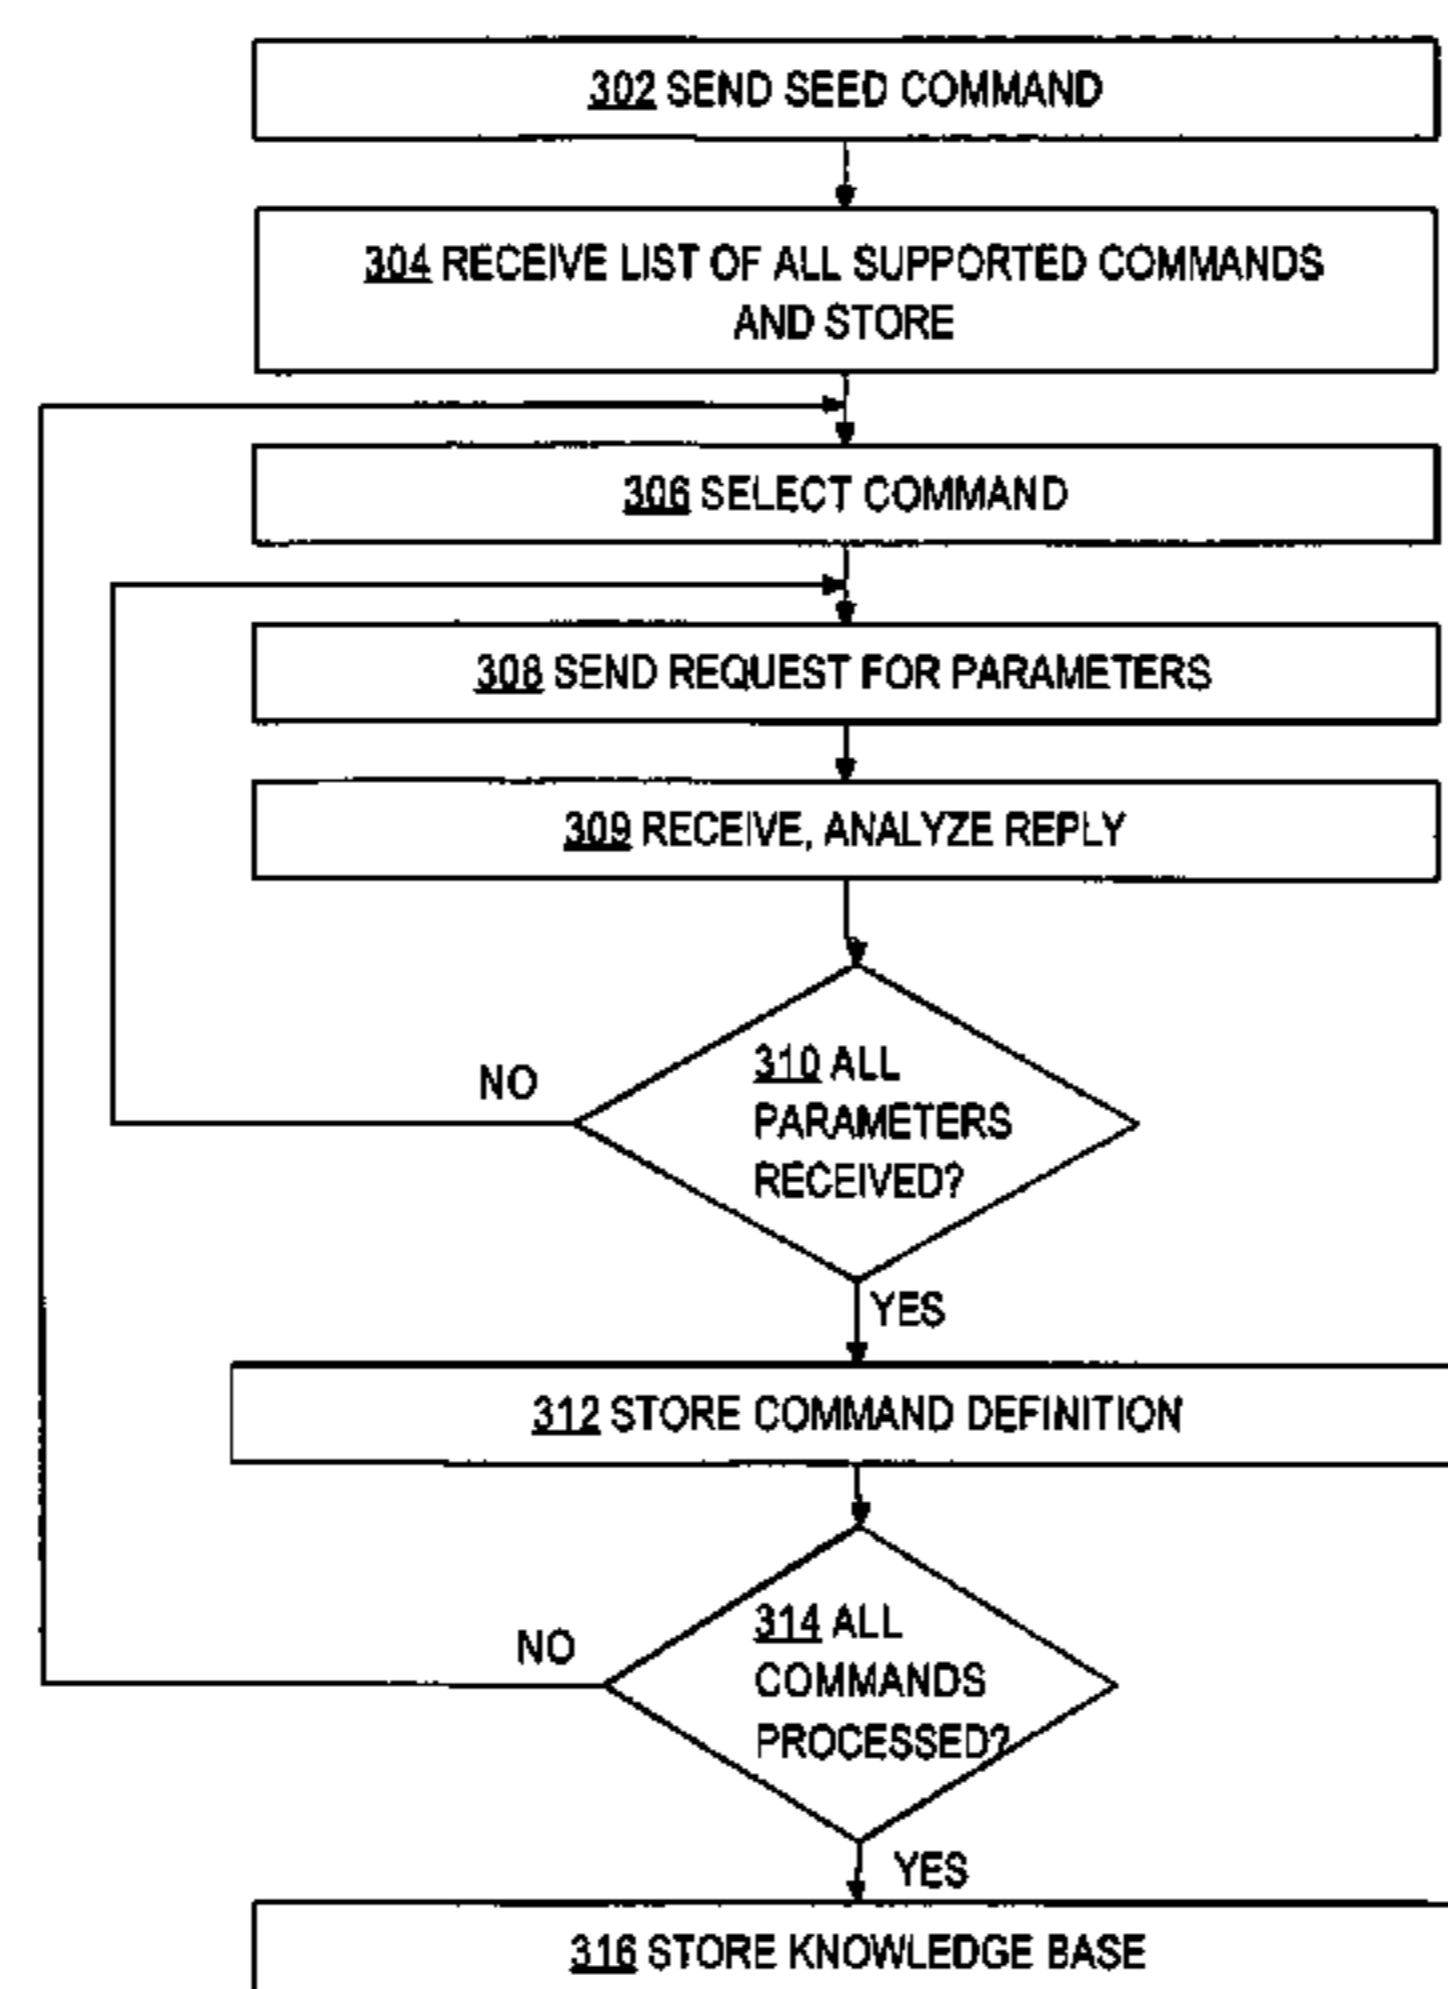 302 SEND SEED COMMAND
304 RECEIVE LIST OF ALL SUPPORTED COMMANDS
AND STORE
306 SELECT COMMAND
308 SEND REQUEST FOR PARAMETERS
309 RECEIVE, ANALYZE REPLY
310 ALL
NO
PARAMETERS
RECEIVED?
YES
312 STORE COMMAND DEFINITION
314 ALL
NO
COMMANDS
PROCESSED?
YES
316 STORE KNOWLEDGE BASE